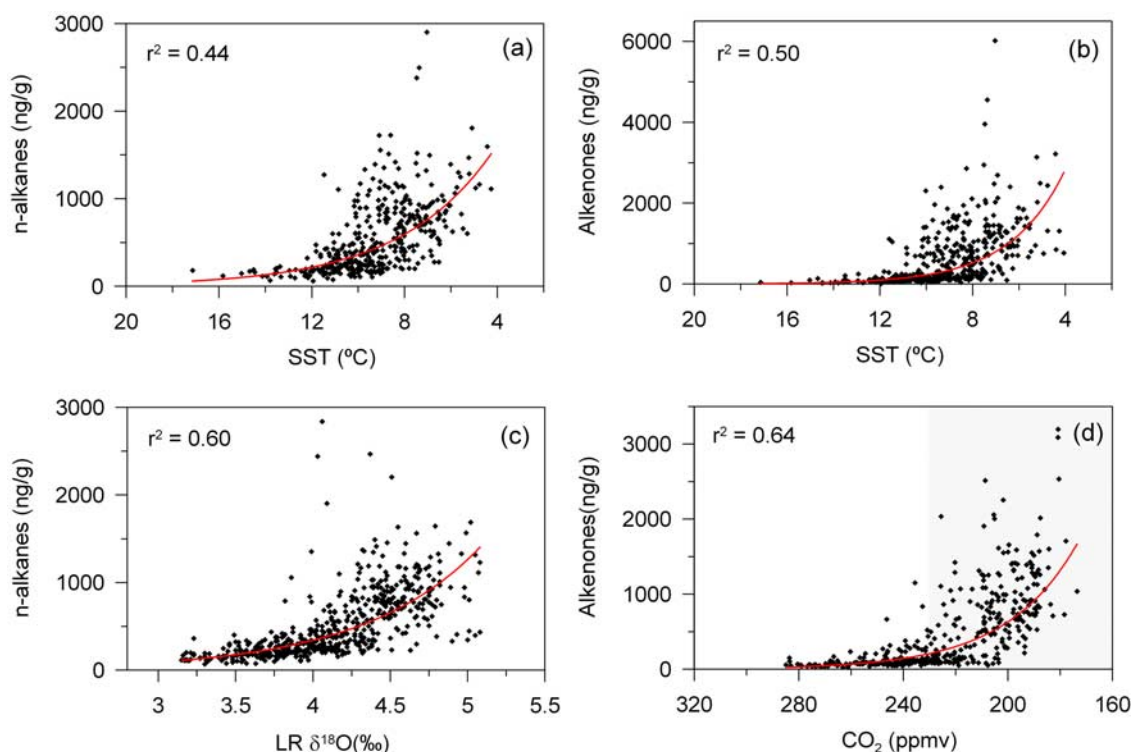 r² = 0.44
(a)
n-alkanes (ng/g)
3000
2000
1000
0
20 16 12 8 4
SST (ºC)
r² = 0.50
(b)
Alkenones (ng/g)
6000
4000
2000
0
20 16 12 8 4
SST (ºC)
r² = 0.60
(c)
n-alkanes (ng/g)
3000
2000
1000
0
3 3.5 4 4.5 5 5.5
LR δ¹⁸O(‰)
r² = 0.64
(d)
Alkenones(ng/g)
3000
2000
1000
0
320 280 240 200 160
CO₂ (ppmv)